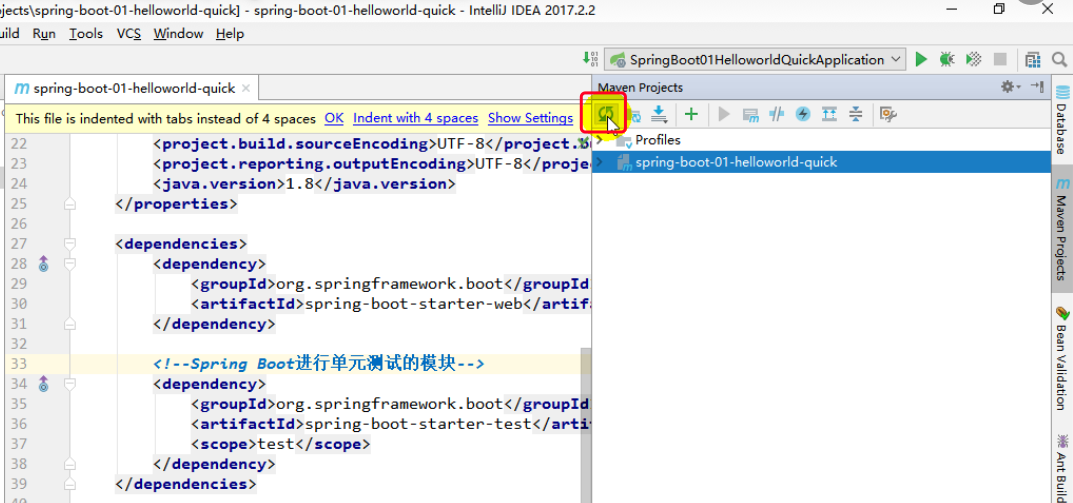 jects\spring-boot-01-helloworld-quick] - spring-boot-01-helloworld-quick - IntelliJ IDEA 2017.2.2
uild Run Tools VCS Window Help
SpringBoot01HelloworldQuickApplication
spring-boot-01-helloworld-quick
Maven Projects
This file is indented with tabs instead of 4 spaces OK Indent with 4 spaces Show Settings
Profiles
spring-boot-01-helloworld-quick
22 <project.build.sourceEncoding>UTF-8</project.b
23 <project.reporting.outputEncoding>UTF-8</proje
24 <java.version>1.8</java.version>
25 </properties>
26
27 <dependencies>
28 <dependency>
29 <groupId>org.springframework.boot</groupId
30 <artifactId>spring-boot-starter-web</artif
31 </dependency>
32
33 <!--Spring Boot进行单元测试的模块-->
34 <dependency>
35 <groupId>org.springframework.boot</groupId
36 <artifactId>spring-boot-starter-test</arti
37 <scope>test</scope>
38 </dependency>
39 </dependencies>
Database
Maven Projects
Bean Validation
Ant Build